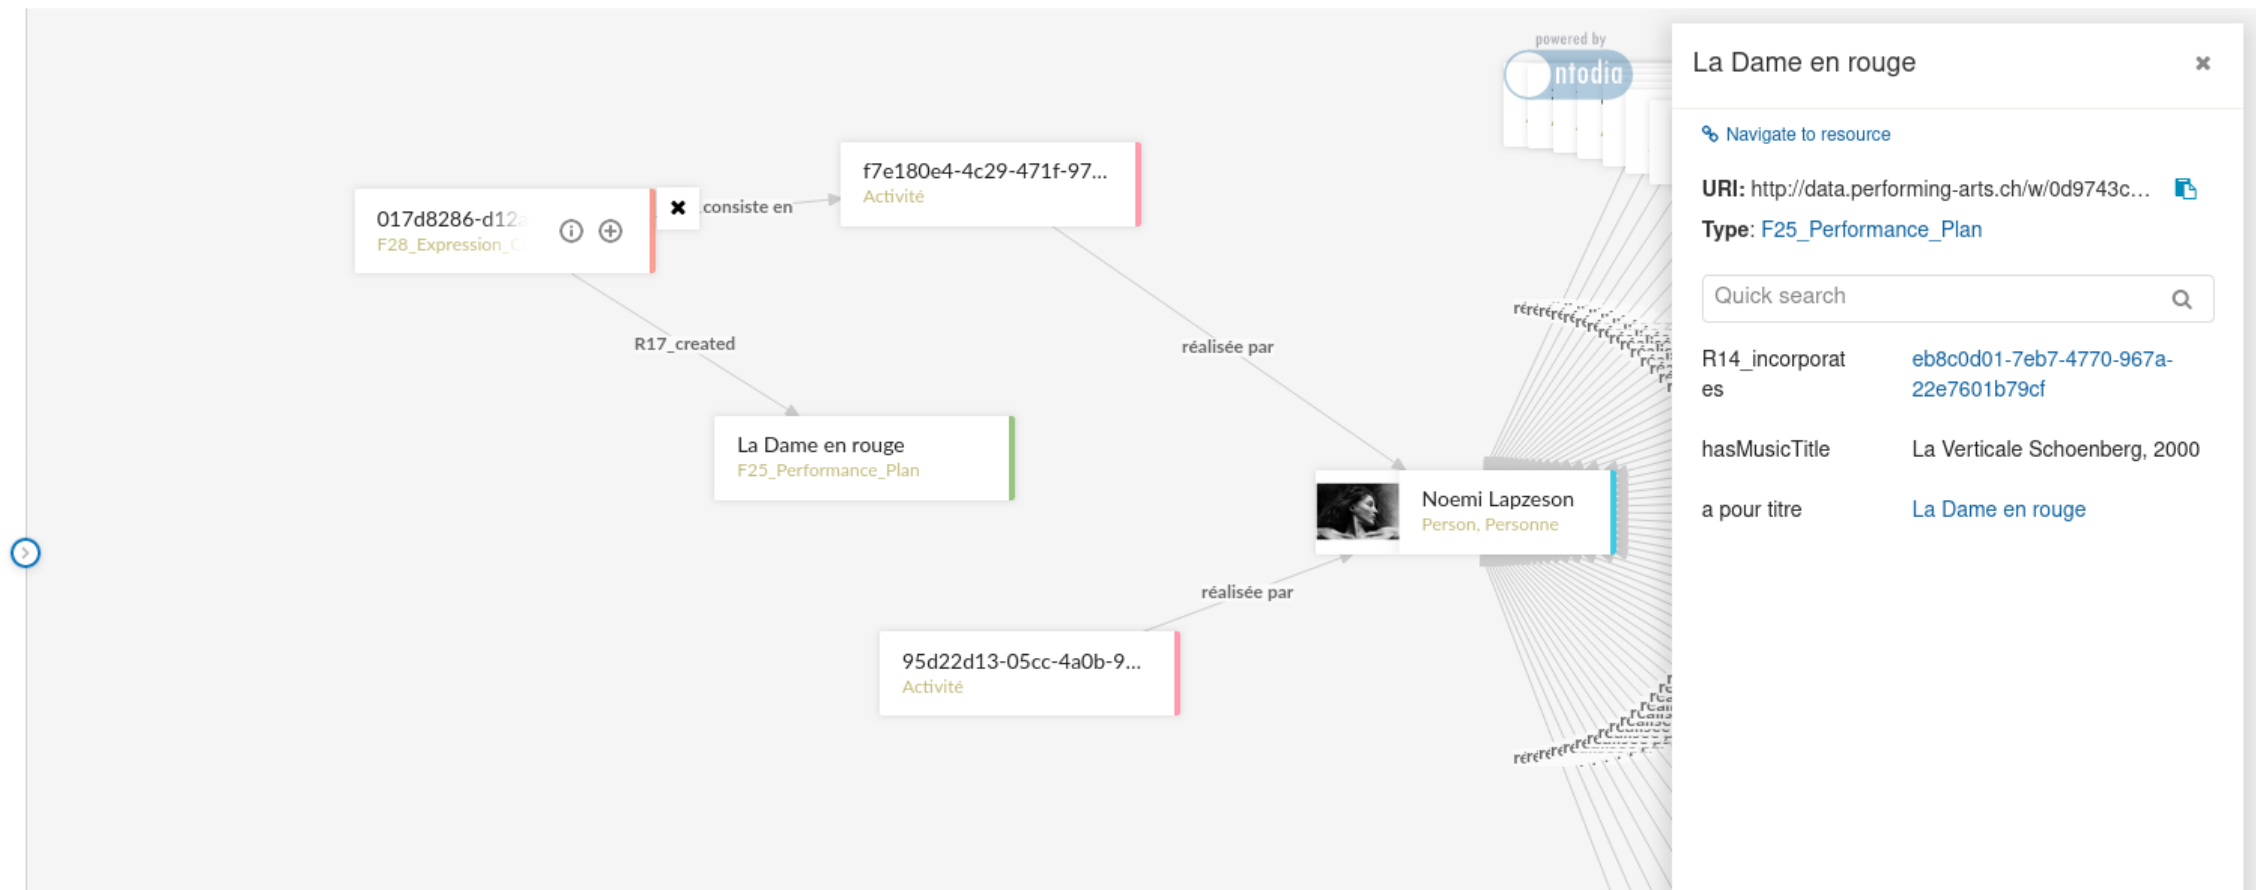 powered by
ntodia
f7e180e4-4c29-471f-97...
Activité
017d8286-d12a
F28_Expression_C
consiste en
R17_created
réalisée par
La Dame en rouge
F25_Performance_Plan
Noemi Lapzeson
Person, Personne
réalisée par
95d22d13-05cc-4a0b-9...
Activité
La Dame en rouge
Navigate to resource
URI: http://data.performing-arts.ch/w/0d9743c...
Type: F25_Performance_Plan
Quick search
R14_incorporat
es
eb8c0d01-7eb7-4770-967a-
22e7601b79cf
hasMusicTitle
La Verticale Schoenberg, 2000
a pour titre
La Dame en rouge